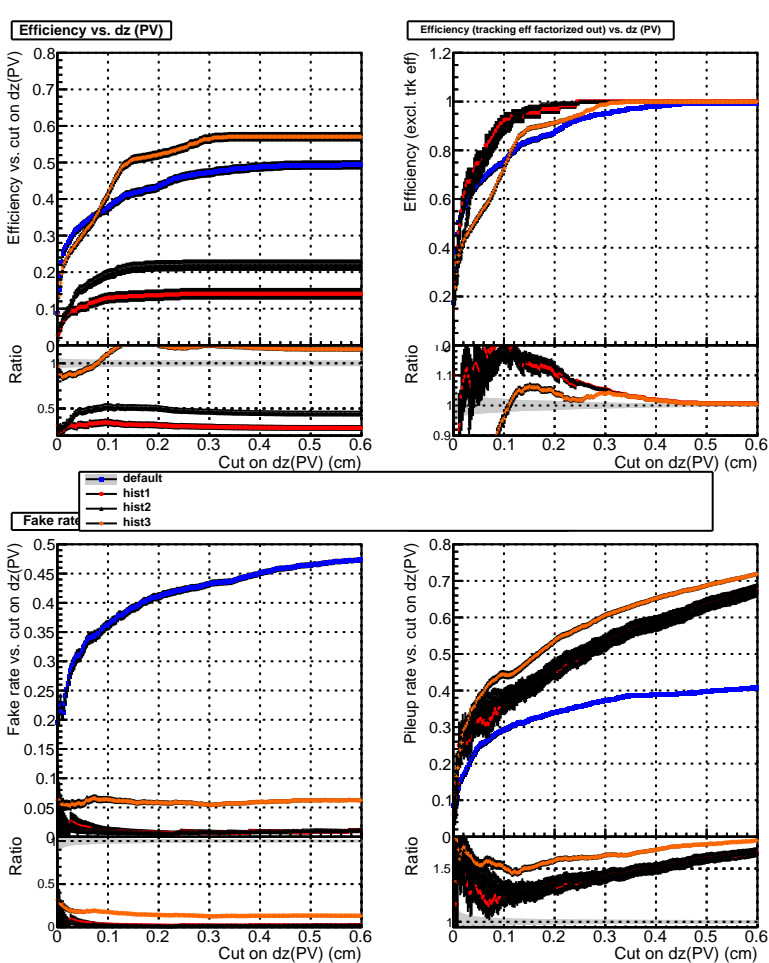 Efficiency vs. dz (PV)
Efficiency vs. cut on dz(PV)
0.8
0.7
0.6
0.5
0.4
0.3
0.2
0.1
0
Ratio
1
0.5
0 0.1 0.2 0.3 0.4 0.5 0.6
Cut on dz(PV) (cm)
Efficiency (tracking eff factorized out) vs. dz (PV)
Efficiency (excl. trk eff)
1.2
1
0.8
0.6
0.4
0.2
Ratio
1.1
1
0.9
0 0.1 0.2 0.3 0.4 0.5 0.6
Cut on dz(PV) (cm)
default
hist1
hist2
hist3
Fake rate
Fake rate vs. cut on dz(PV)
0.5
0.45
0.4
0.35
0.3
0.25
0.2
0.15
0.1
0.05
0
Ratio
1
0.5
0
0 0.1 0.2 0.3 0.4 0.5 0.6
Cut on dz(PV) (cm)
Pileup rate vs. cut on dz(PV)
0.8
0.7
0.6
0.5
0.4
0.3
0.2
0.1
0
Ratio
1.5
1
0 0.1 0.2 0.3 0.4 0.5 0.6
Cut on dz(PV) (cm)